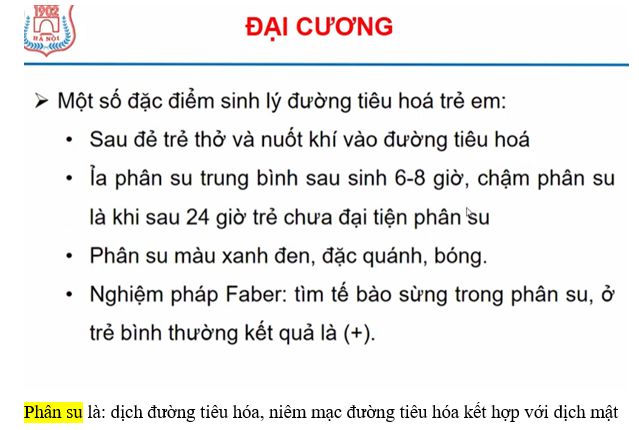 1902
HÀ NỘI
ĐẠI CƯƠNG
➢ Một số đặc điểm sinh lý đường tiêu hoá trẻ em:
• Sau đẻ trẻ thở và nuốt khí vào đường tiêu hoá
• Ỉa phân su trung bình sau sinh 6-8 giờ, chậm phân su
là khi sau 24 giờ trẻ chưa đại tiện phân su
• Phân su màu xanh đen, đặc quánh, bóng.
• Nghiệm pháp Faber: tìm tế bào sừng trong phân su, ở
trẻ bình thường kết quả là (+).
Phân su là: dịch đường tiêu hóa, niêm mạc đường tiêu hóa kết hợp với dịch mật